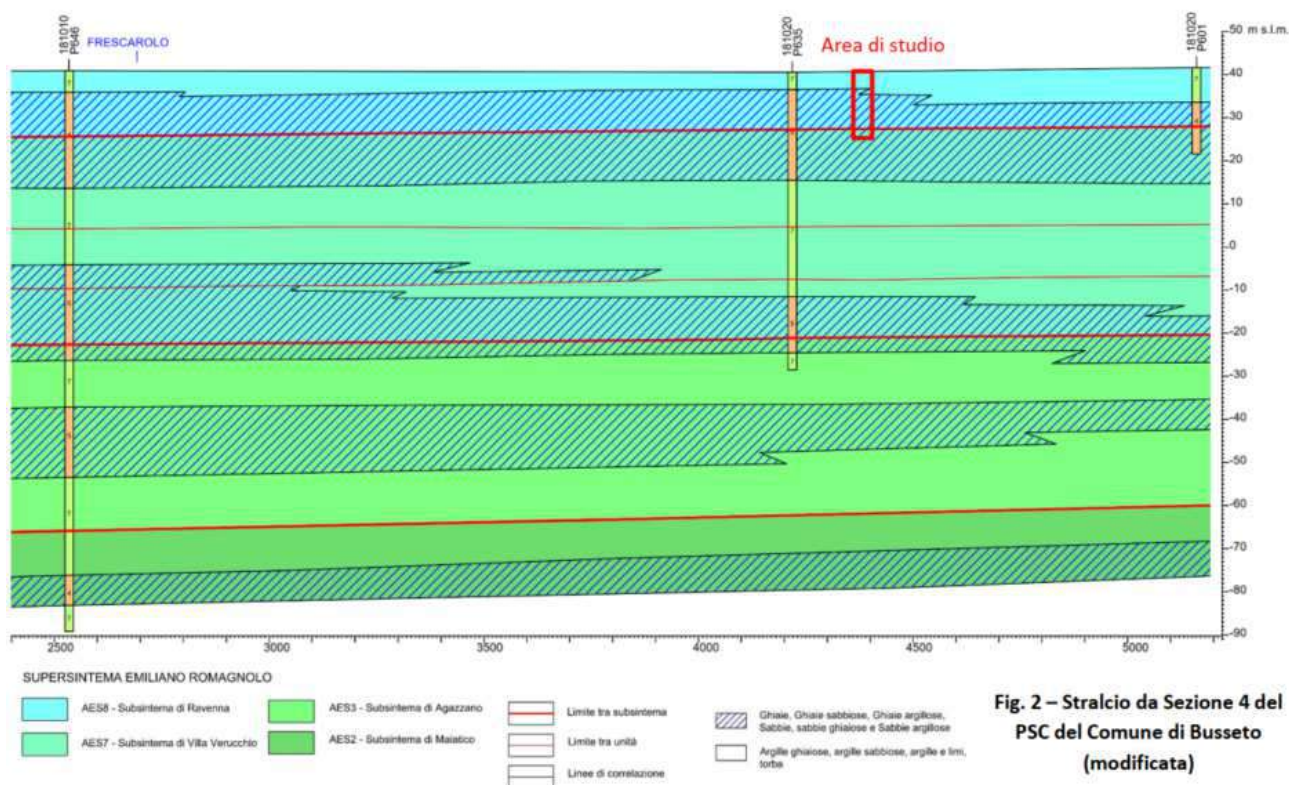 181010
P646
FRESCAROLO
181020
P635
Area di studio
181020
P601
50 m s.l.m.
40
30
20
10
-0
-10
-20
-30
-40
-50
-60
-70
-80
-90
2500
3000
3500
4000
4500
5000
SUPERSINTEMA EMILIANO ROMAGNOLO
AES8 - Subsintema di Ravenna
AES7 - Subsintema di Villa Verucchio
AES3 - Subsintema di Agazzano
AES2 - Subsintema di Maiatico
Limite tra subsintema
Limite tra unità
Linee di correlazione
Ghiaie, Ghiaie sabbiose, Ghiaie argillose,
Sabbie, sabbie ghiaiose e Sabbie argillose
Argille ghiaiose, argille sabbiose, argille e limi,
torba
Fig. 2 – Stralcio da Sezione 4 del
PSC del Comune di Busseto
(modificata)